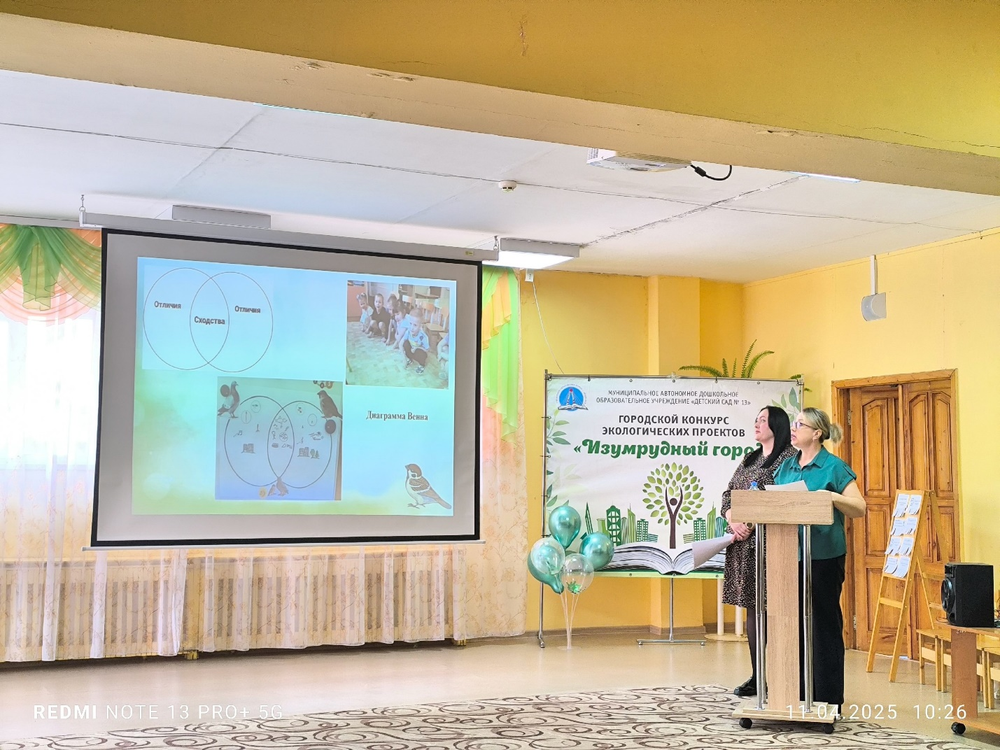 Отличия
Отличия
Сходства
Диаграмма Венна
МУНИЦИПАЛЬНОЕ АВТОНОМНОЕ ДОШКОЛЬНОЕ
ОБРАЗОВАТЕЛЬНОЕ УЧРЕЖДЕНИЕ «ДЕТСКИЙ САД № 13»
ГОРОДСКОЙ КОНКУРС
ЭКОЛОГИЧЕСКИХ ПРОЕКТОВ
«Изумрудный город
REDMI NOTE 13 PRO+ 5G
11.04.2025 10:26